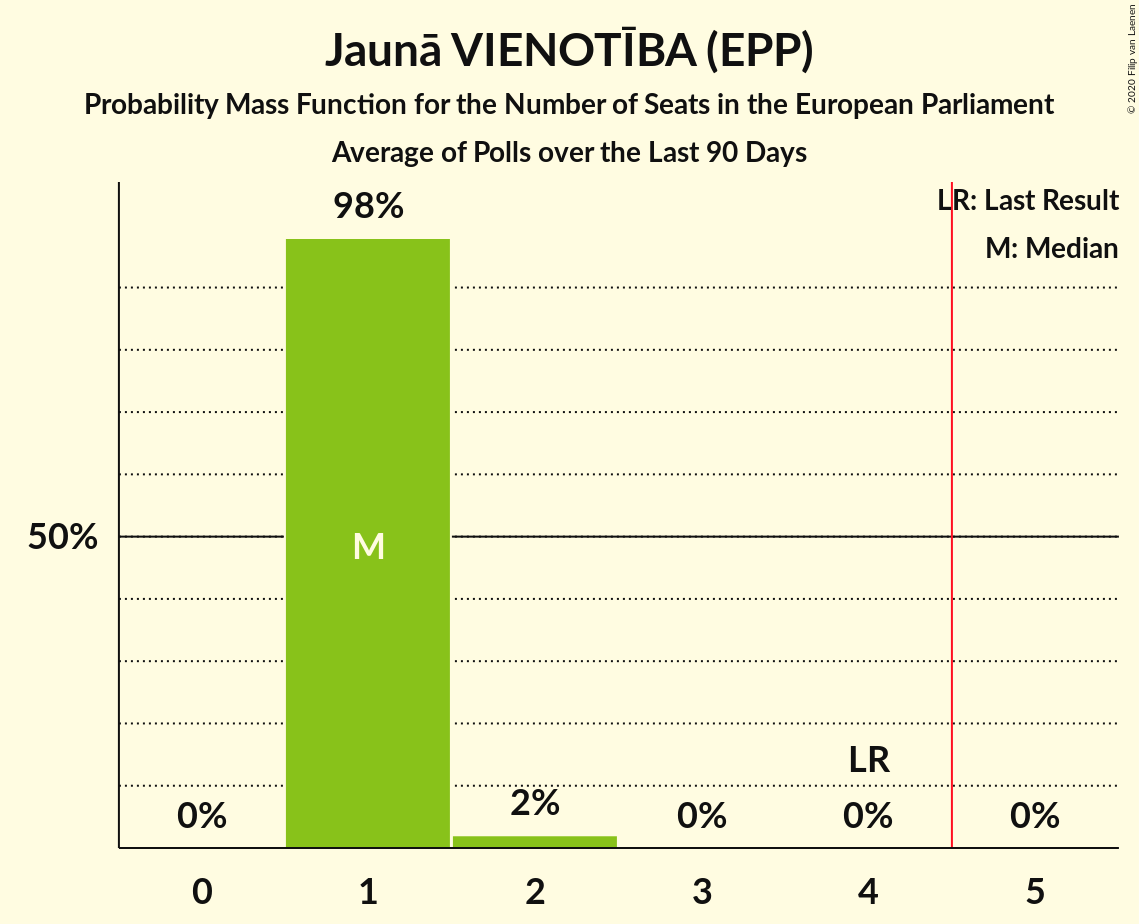 Jaunā VIENOTĪBA (EPP)
Probability Mass Function for the Number of Seats in the European Parliament
Average of Polls over the Last 90 Days
© 2020 Filip van Laenen
LR: Last Result
M: Median
98%
50%
M
LR
0%
2%
0%
0%
0%
0
1
2
3
4
5